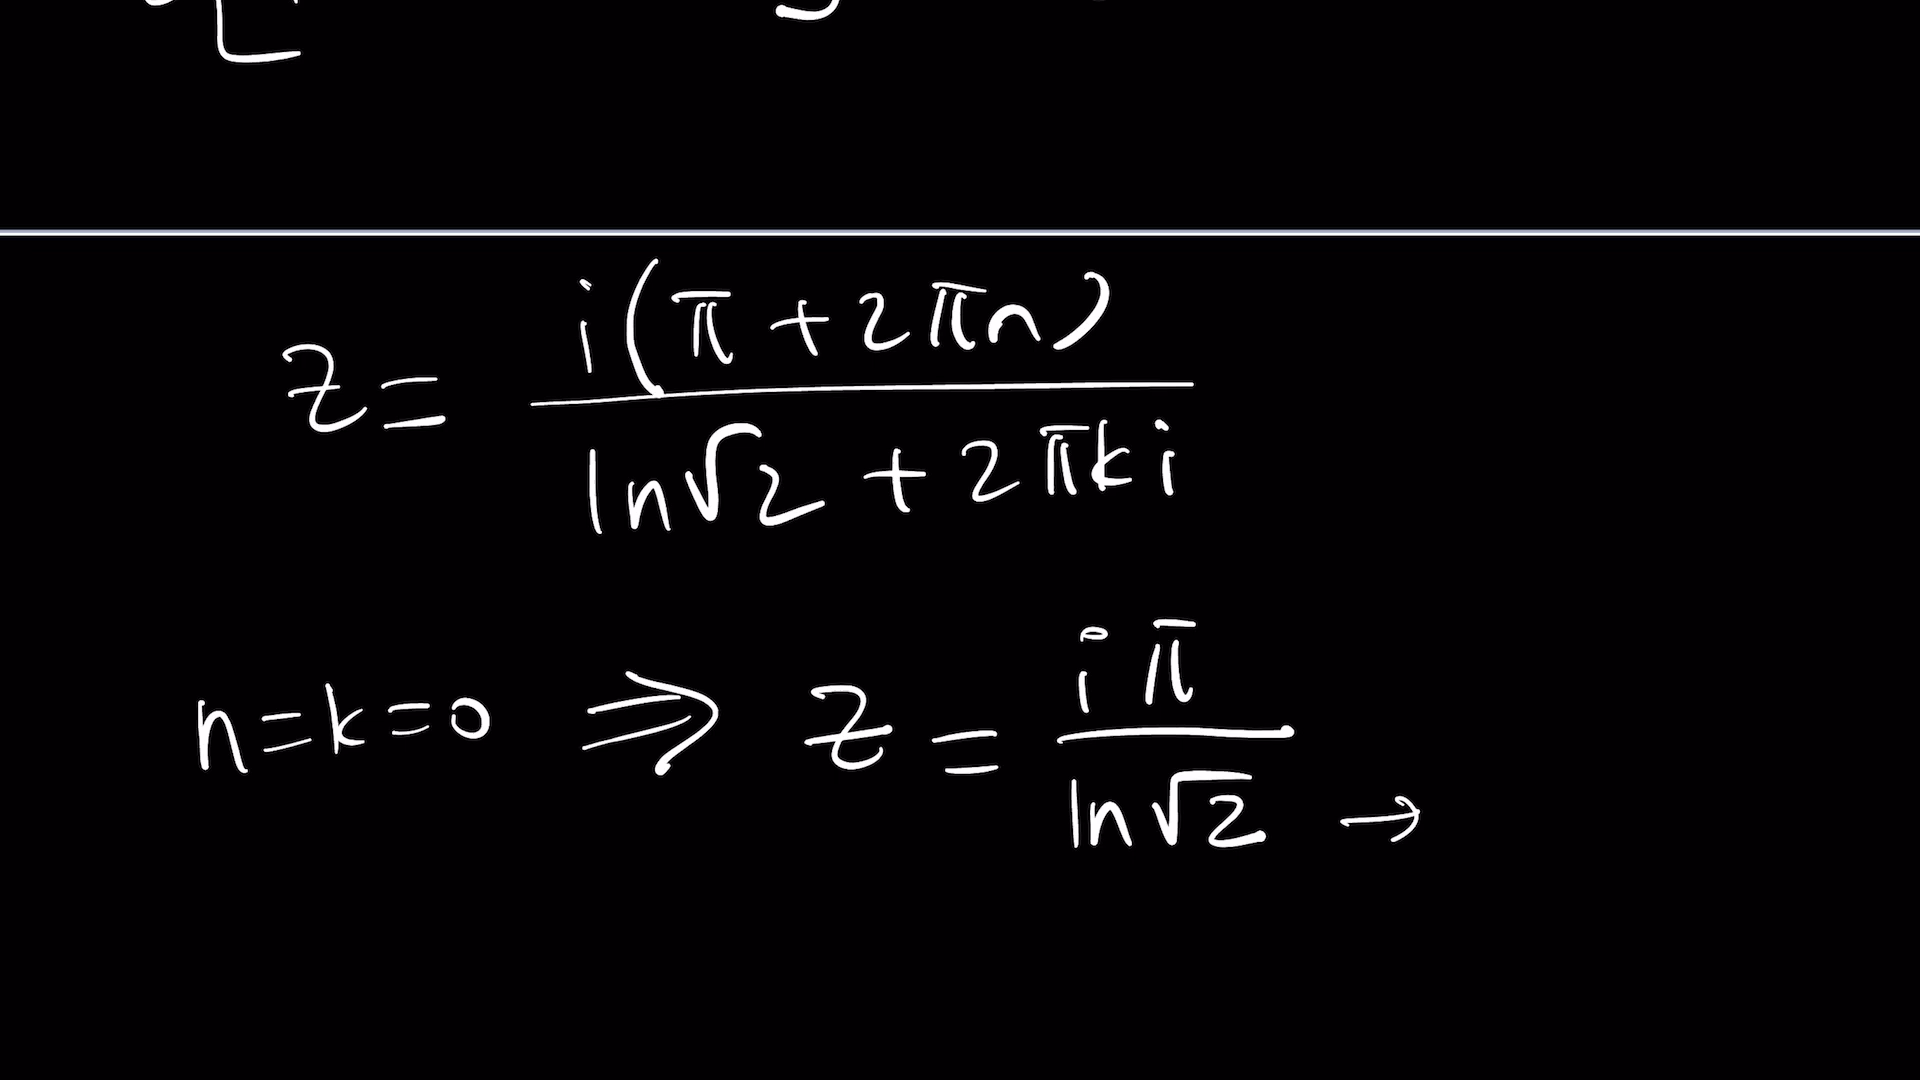 z = i(π + 2πn) / ln√2 + 2πki
n = k = 0 ⇒ z = iπ / ln√2 →